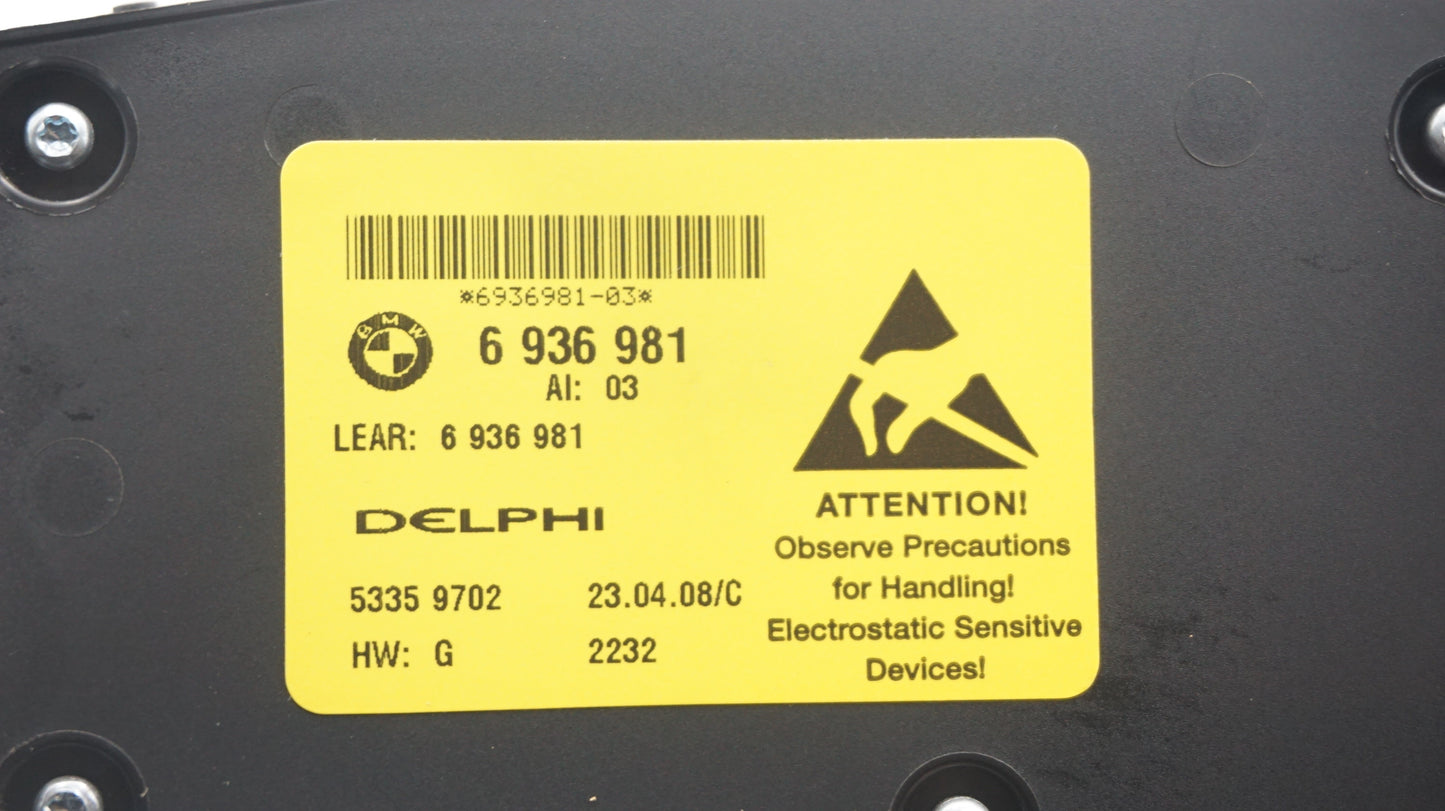 *6936981-03*
BMW
6 936 981
AI: 03
LEAR: 6 936 981
DELPHI
5335 9702 23.04.08/C
HW: G 2232
ATTENTION!
Observe Precautions
for Handling!
Electrostatic Sensitive
Devices!